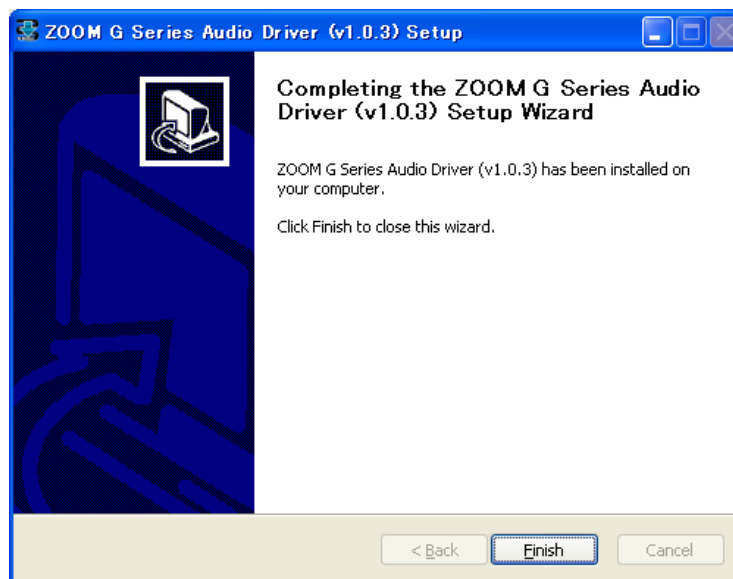 ZOOM G Series Audio Driver (v1.0.3) Setup
Completing the ZOOM G Series Audio
Driver (v1.0.3) Setup Wizard
ZOOM G Series Audio Driver (v1.0.3) has been installed on
your computer.
Click Finish to close this wizard.
< Back
Finish
Cancel